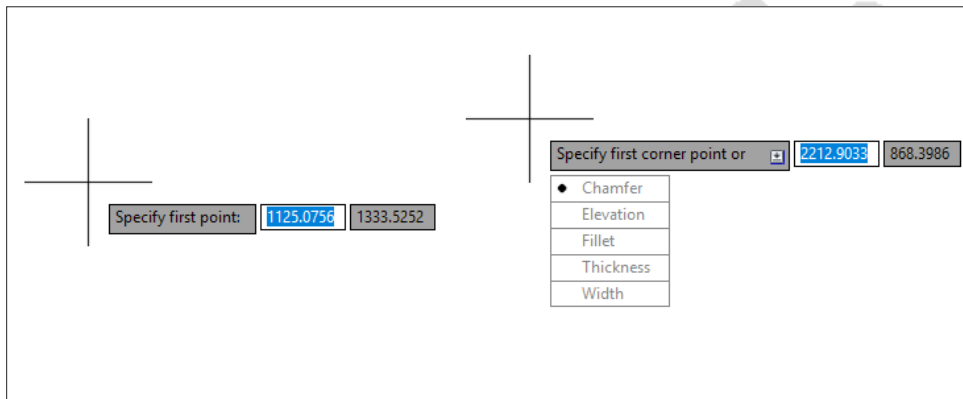 Specify first point: 1125.0756 1333.5252
Specify first corner point or 2212.9033 868.3986
Chamfer
Elevation
Fillet
Thickness
Width